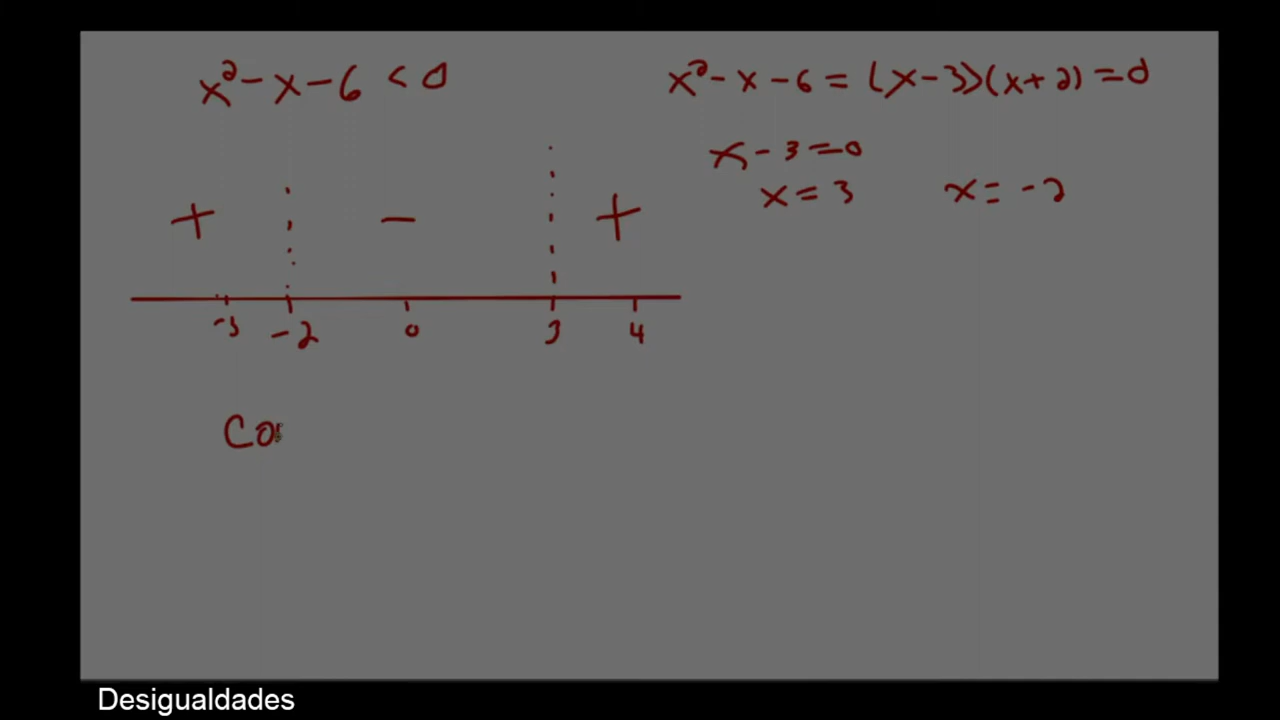 x² - x - 6 < 0
x² - x - 6 = (x - 3)(x + 2) = 0
x - 3 = 0
x = 3 x = -2
+ - +
-3 -2 0 3 4
Co
Desigualdades